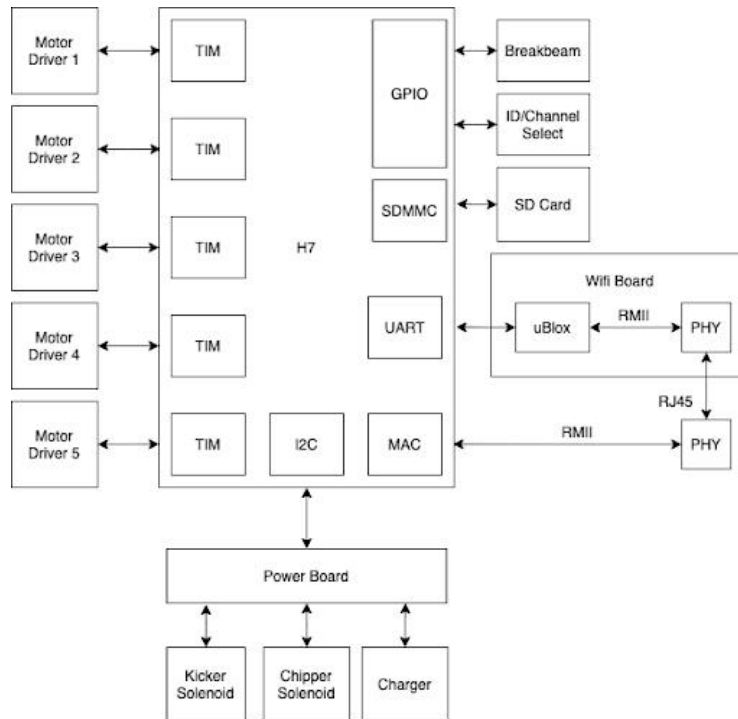 Motor
Driver 1
TIM
GPIO
Breakbeam
ID/Channel
Select
Motor
Driver 2
TIM
SDMMC
SD Card
Motor
Driver 3
TIM
H7
Wifi Board
Motor
Driver 4
TIM
UART
uBlox
RMII
PHY
RJ45
Motor
Driver 5
TIM
I2C
MAC
RMII
PHY
Power Board
Kicker
Solenoid
Chipper
Solenoid
Charger